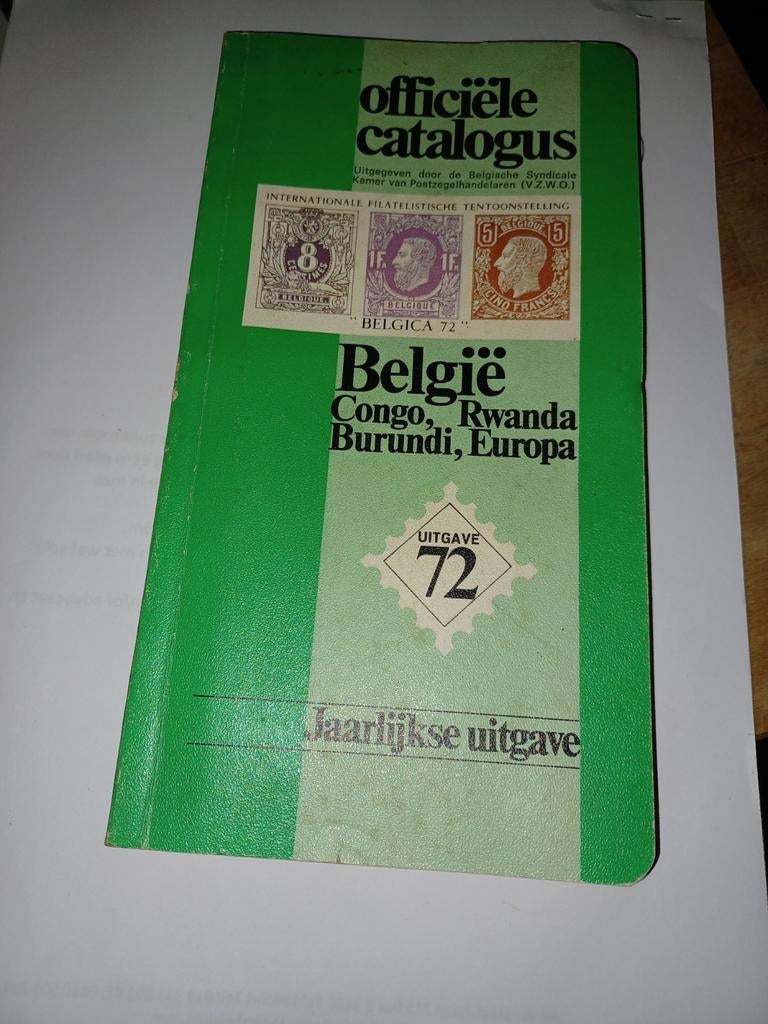 officiële
catalogus
Uitgegeven door de Belgische Syndicale
Kamer van Postzegelhandelaren (V.Z.W.O.)
INTERNATIONALE FILATELISTISCHE TENTOONSTELLING
8
CENTIMES
BELGIQUE
1F. 1F.
BELGIQUE
BELGIQUE
5 5
CINQ FRANCS
"BELGICA 72"
België
Congo, Rwanda
Burundi, Europa
UITGAVE
72
Jaarlijkse uitgave